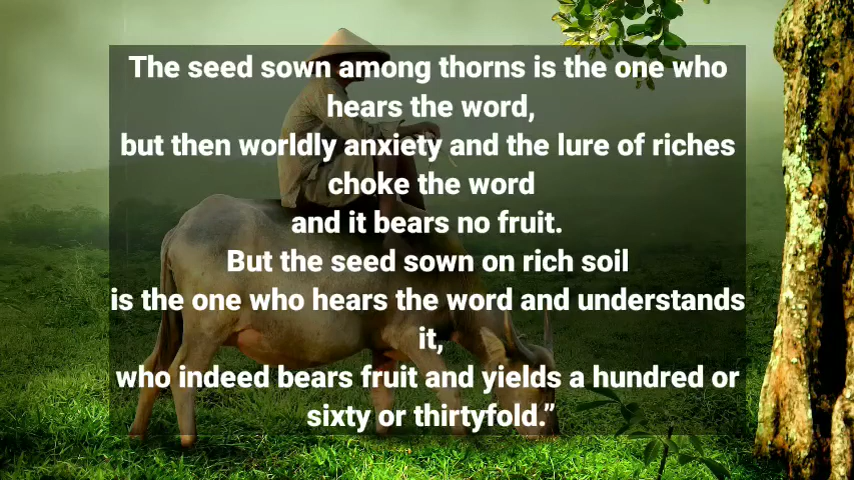 The seed sown among thorns is the one who
hears the word,
but then worldly anxiety and the lure of riches
choke the word
and it bears no fruit.
But the seed sown on rich soil
is the one who hears the word and understands
it,
who indeed bears fruit and yields a hundred or
sixty or thirtyfold.”